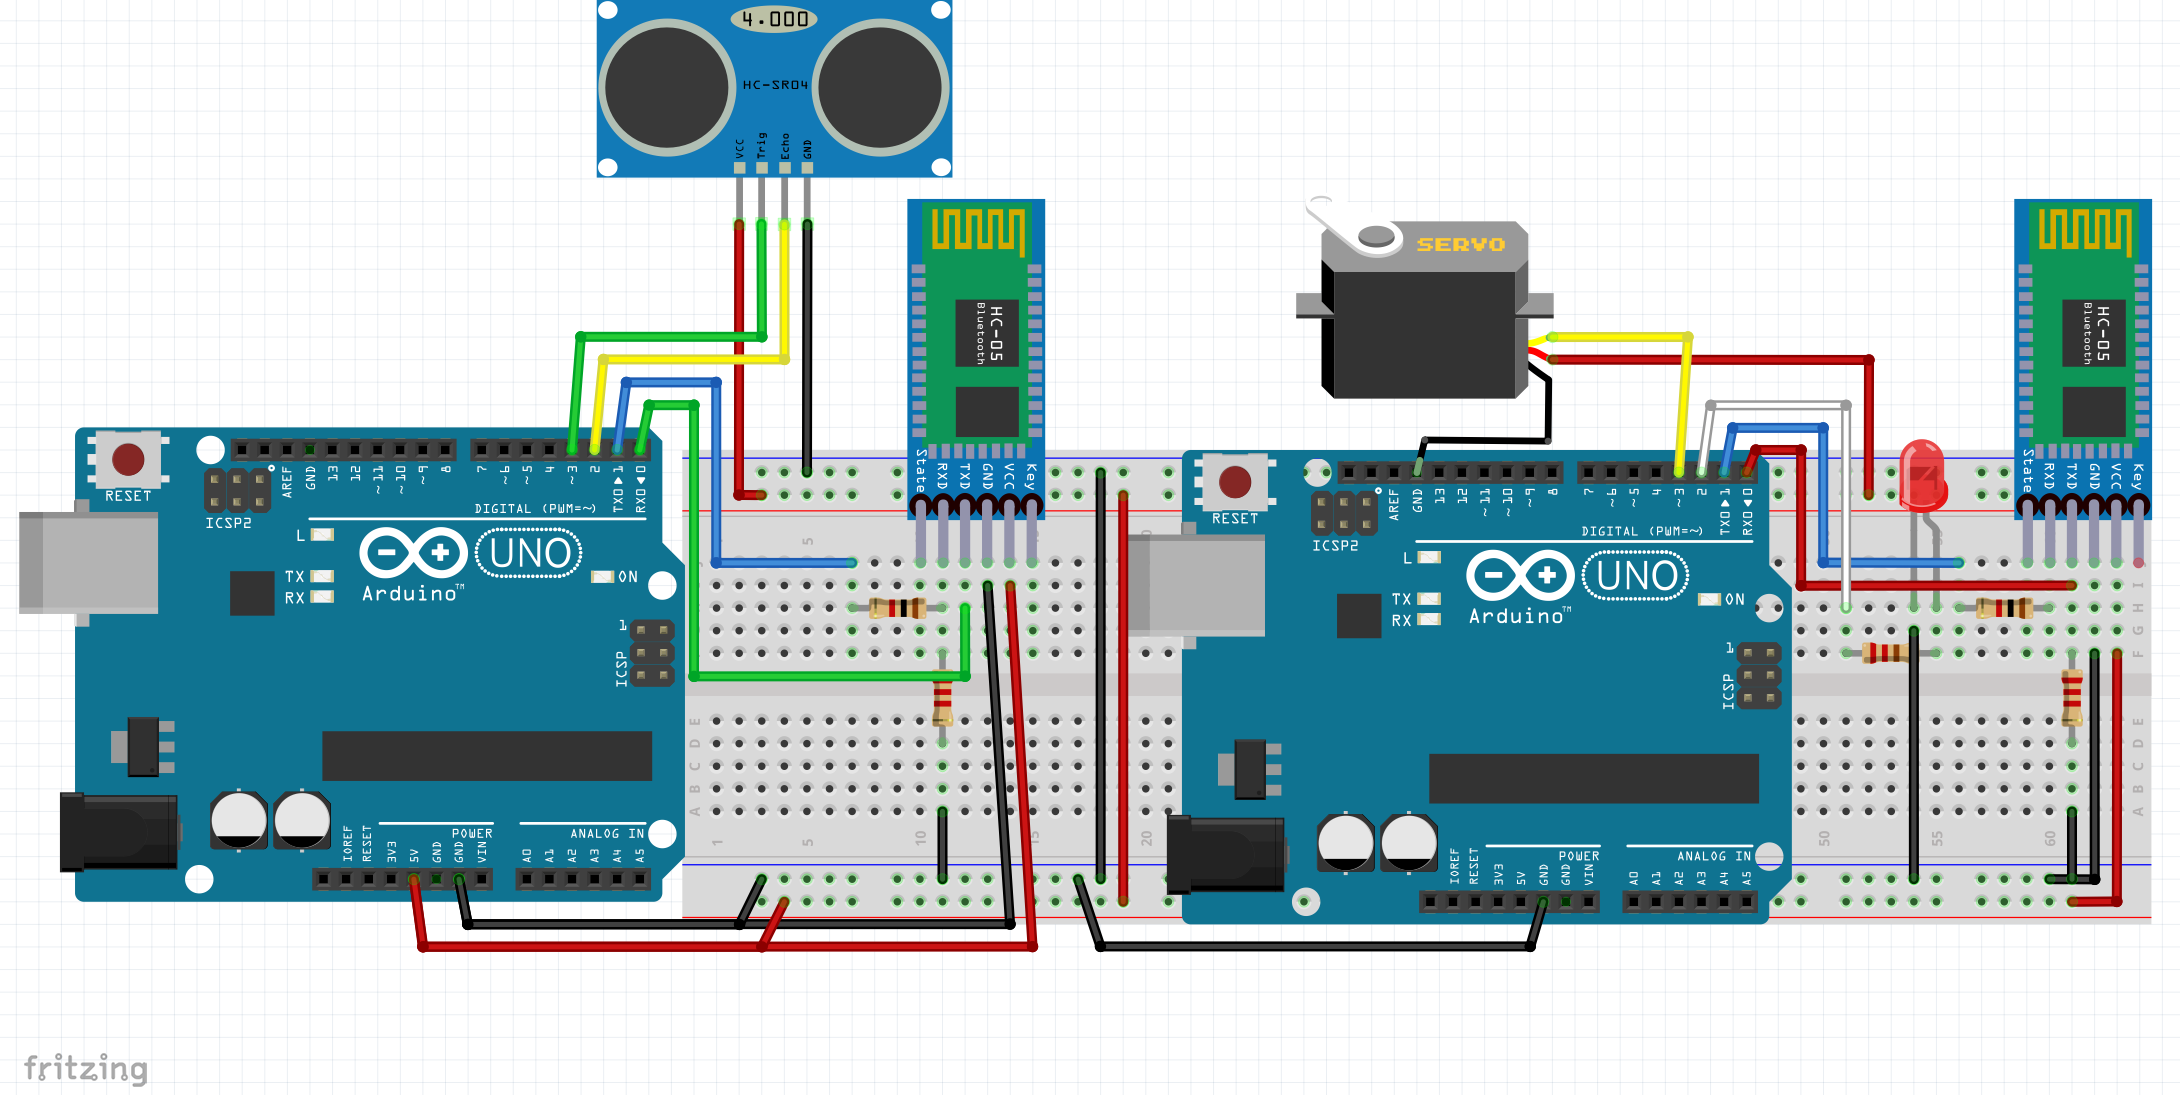 4.000
HC-SR04
VCC
Trig
Echo
GND
HC-05
Bluetooth
State
RXD
TXD
GND
VCC
Key
SERVO
HC-05
Bluetooth
State
RXD
TXD
GND
VCC
Key
RESET
ICSP2
AREF
GND
13
12
~11
~10
~9
8
7
~6
~5
4
~3
2
TX0 1
RX0 0
DIGITAL (PWM=~)
L
TX
RX
UNO
Arduino™
ON
1
ICSP
IOREF
RESET
3V3
5V
GND
GND
VIN
POWER
ANALOG IN
A0
A1
A2
A3
A4
A5
RESET
ICSP2
AREF
GND
13
12
~11
~10
~9
8
7
~6
~5
4
~3
2
TX0 1
RX0 0
DIGITAL (PWM=~)
L
TX
RX
UNO
Arduino™
ON
1
ICSP
IOREF
RESET
3V3
5V
GND
GND
VIN
POWER
ANALOG IN
A0
A1
A2
A3
A4
A5
5
E
D
C
B
A
1
5
10
15
20
I
H
G
F
E
D
C
B
A
50
55
60
fritzing